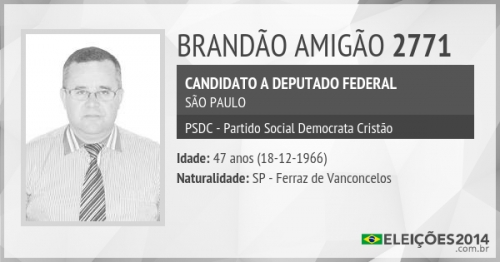 BRANDÃO AMIGÃO 2771
CANDIDATO A DEPUTADO FEDERAL
SÃO PAULO
PSDC - Partido Social Democrata Cristão
Idade: 47 anos (18-12-1966)
Naturalidade: SP - Ferraz de Vanconcelos
ELEIÇÕES2014
.com.br